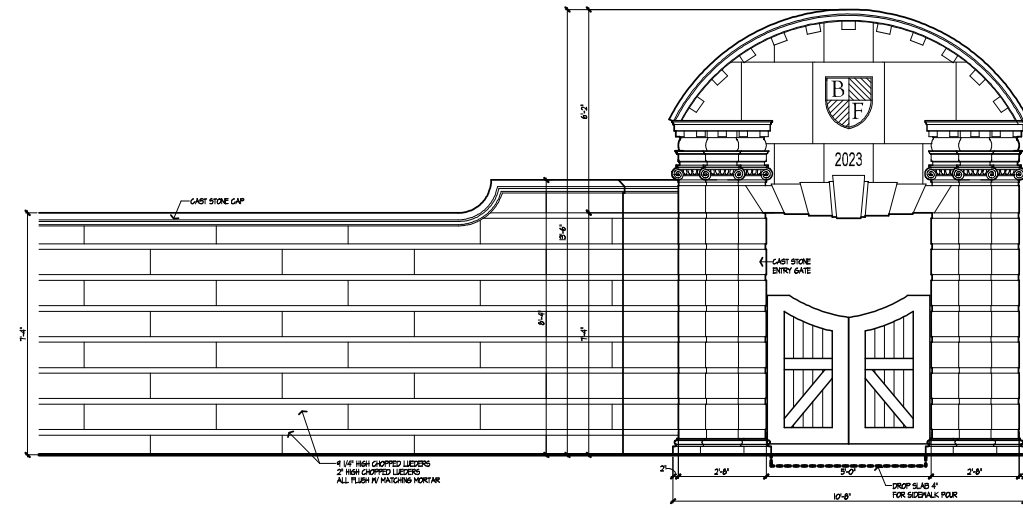 6'-2"
B
F
2023
CAST STONE CAP
13'-6"
CAST STONE
ENTRY GATE
8'-4"
7'-4"
7'-4"
9 1/4" HIGH CHOPPED LUEDERS
2" HIGH CHOPPED LUEDERS
ALL FLUSH W/ MATCHING MORTAR
2"
2'-8"
5'-0"
2'-8"
DROP SLAB 4"
FOR SIDEWALK POUR
10'-8"